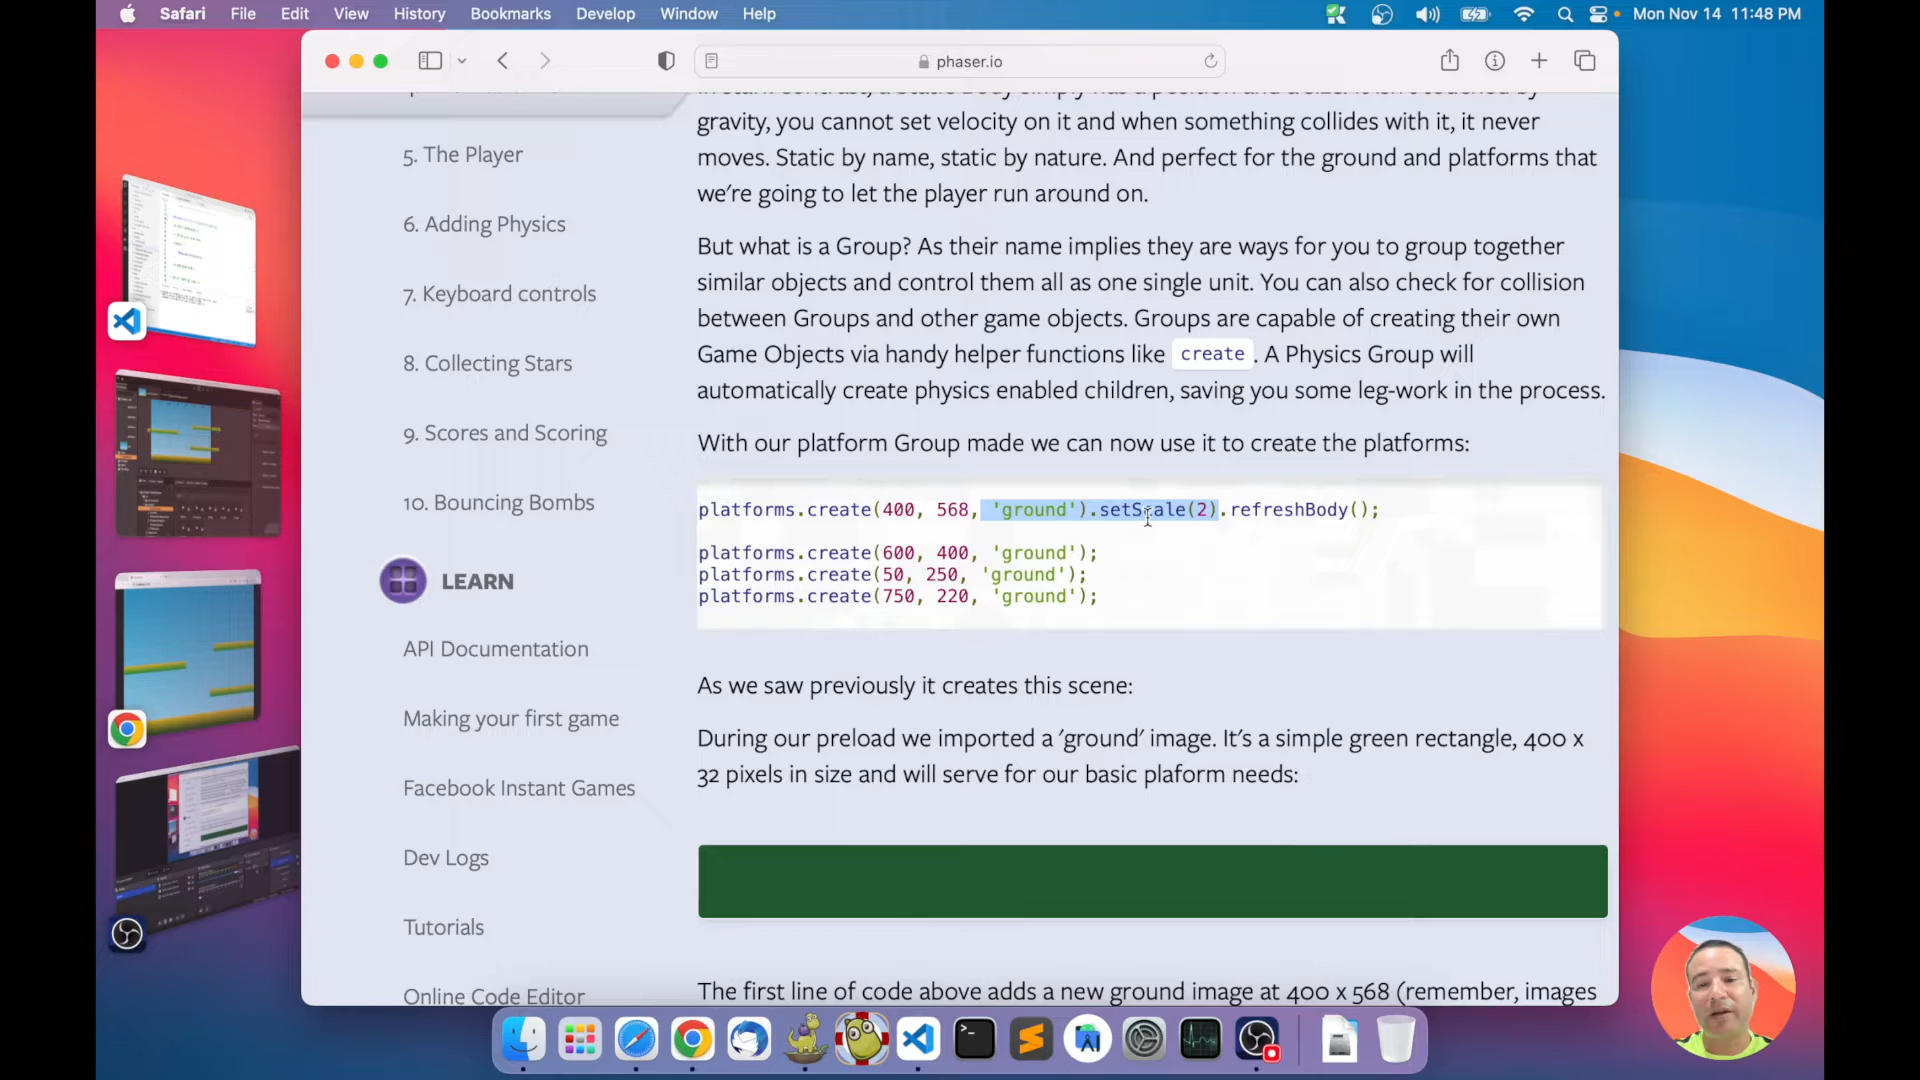 Safari File Edit View History Bookmarks Develop Window Help Mon Nov 14 11:48 PM
phaser.io
gravity, you cannot set velocity on it and when something collides with it, it never
moves. Static by name, static by nature. And perfect for the ground and platforms that
we're going to let the player run around on.
But what is a Group? As their name implies they are ways for you to group together
similar objects and control them all as one single unit. You can also check for collision
between Groups and other game objects. Groups are capable of creating their own
Game Objects via handy helper functions like create. A Physics Group will
automatically create physics enabled children, saving you some leg-work in the process.
With our platform Group made we can now use it to create the platforms:
platforms.create(400, 568, 'ground').setScale(2).refreshBody();
platforms.create(600, 400, 'ground');
platforms.create(50, 250, 'ground');
platforms.create(750, 220, 'ground');
As we saw previously it creates this scene:
During our preload we imported a 'ground' image. It's a simple green rectangle, 400 x
32 pixels in size and will serve for our basic plaform needs:
The first line of code above adds a new ground image at 400 x 568 (remember, images
5. The Player
6. Adding Physics
7. Keyboard controls
8. Collecting Stars
9. Scores and Scoring
10. Bouncing Bombs
LEARN
API Documentation
Making your first game
Facebook Instant Games
Dev Logs
Tutorials
Online Code Editor